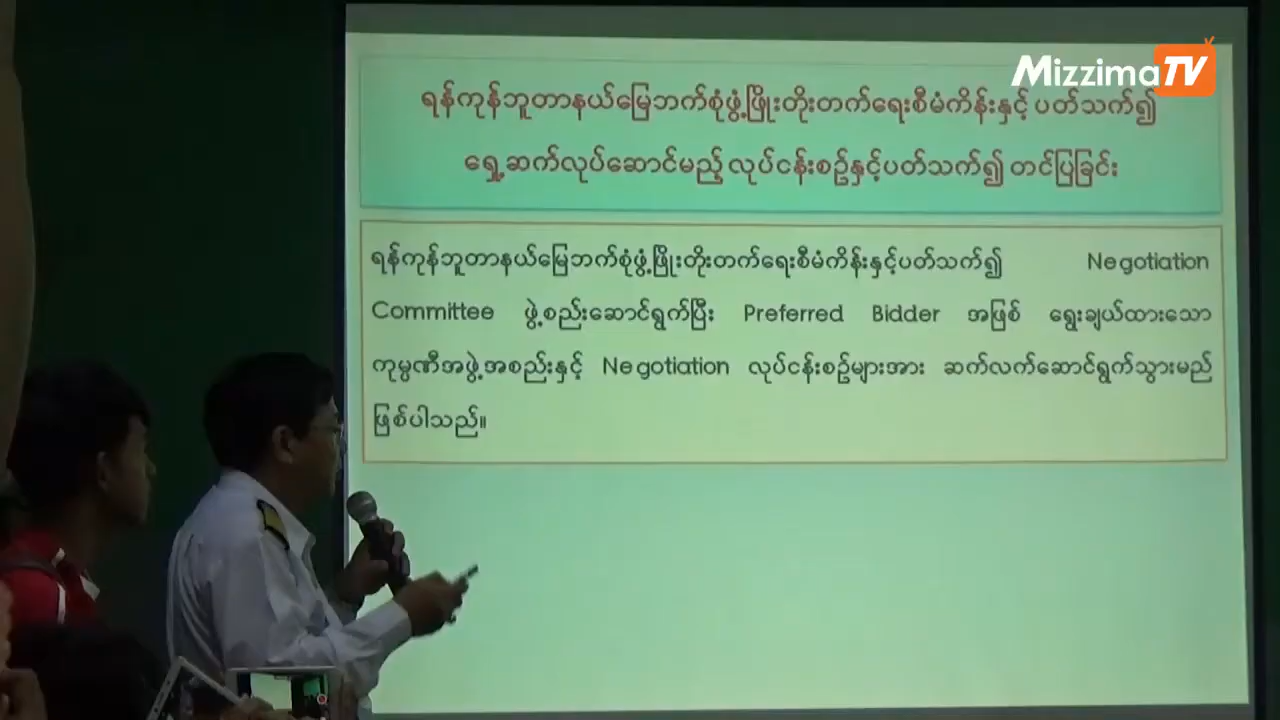 MizzimaTV
ရန်ကုန်ဘူတာနယ်မြေဘက်စုံဖွံ့ဖြိုးတိုးတက်ရေးစီမံကိန်းနှင့် ပတ်သက်၍
ရှေ့ဆက်လုပ်ဆောင်မည့် လုပ်ငန်းစဉ်နှင့်ပတ်သက်၍ တင်ပြခြင်း
ရန်ကုန်ဘူတာနယ်မြေဘက်စုံဖွံ့ဖြိုးတိုးတက်ရေးစီမံကိန်းနှင့်ပတ်သက်၍ Negotiation
Committee ဖွဲ့စည်းဆောင်ရွက်ပြီး Preferred Bidder အဖြစ် ရွေးချယ်ထားသော
ကုမ္ပဏီအဖွဲ့အစည်းနှင့် Negotiation လုပ်ငန်းစဉ်များအား ဆက်လက်ဆောင်ရွက်သွားမည်
ဖြစ်ပါသည်။